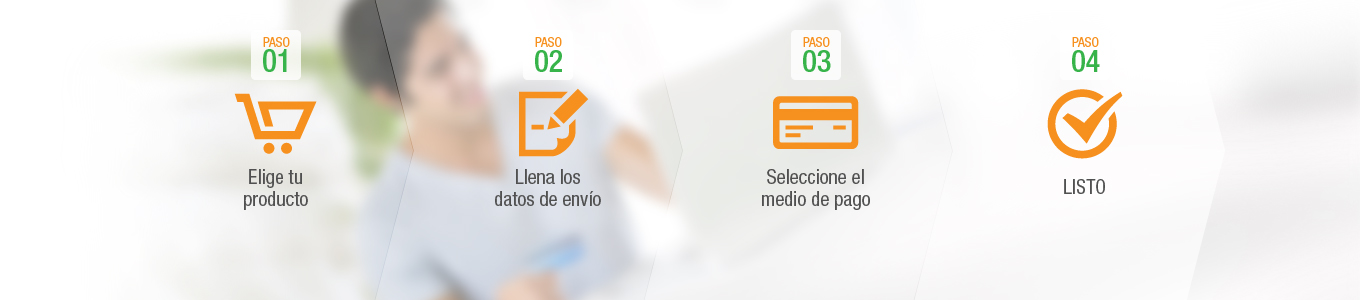 PASO
01
Elige tu
producto
PASO
02
Llena los
datos de envío
PASO
03
Seleccione el
medio de pago
PASO
04
LISTO